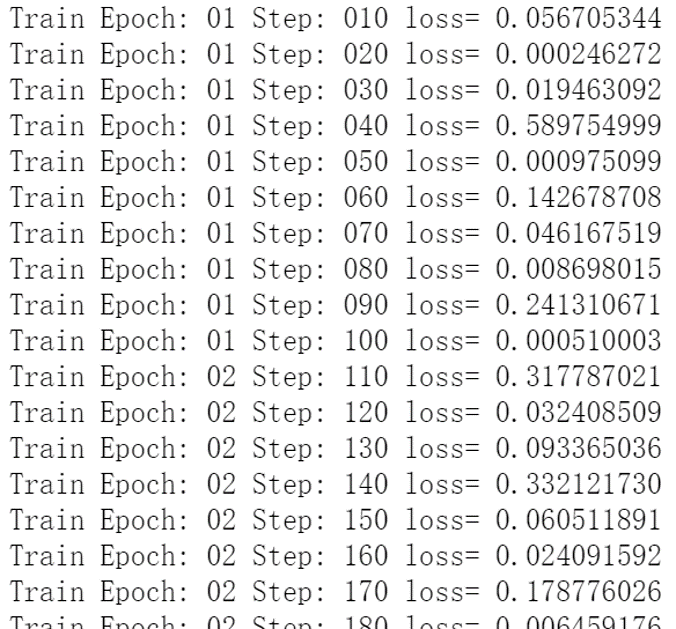 Train Epoch: 01 Step: 010 loss= 0.056705344
Train Epoch: 01 Step: 020 loss= 0.000246272
Train Epoch: 01 Step: 030 loss= 0.019463092
Train Epoch: 01 Step: 040 loss= 0.589754999
Train Epoch: 01 Step: 050 loss= 0.000975099
Train Epoch: 01 Step: 060 loss= 0.142678708
Train Epoch: 01 Step: 070 loss= 0.046167519
Train Epoch: 01 Step: 080 loss= 0.008698015
Train Epoch: 01 Step: 090 loss= 0.241310671
Train Epoch: 01 Step: 100 loss= 0.000510003
Train Epoch: 02 Step: 110 loss= 0.317787021
Train Epoch: 02 Step: 120 loss= 0.032408509
Train Epoch: 02 Step: 130 loss= 0.093365036
Train Epoch: 02 Step: 140 loss= 0.332121730
Train Epoch: 02 Step: 150 loss= 0.060511891
Train Epoch: 02 Step: 160 loss= 0.024091592
Train Epoch: 02 Step: 170 loss= 0.178776026
Train Epoch: 02 Step: 180 loss= 0.006459176